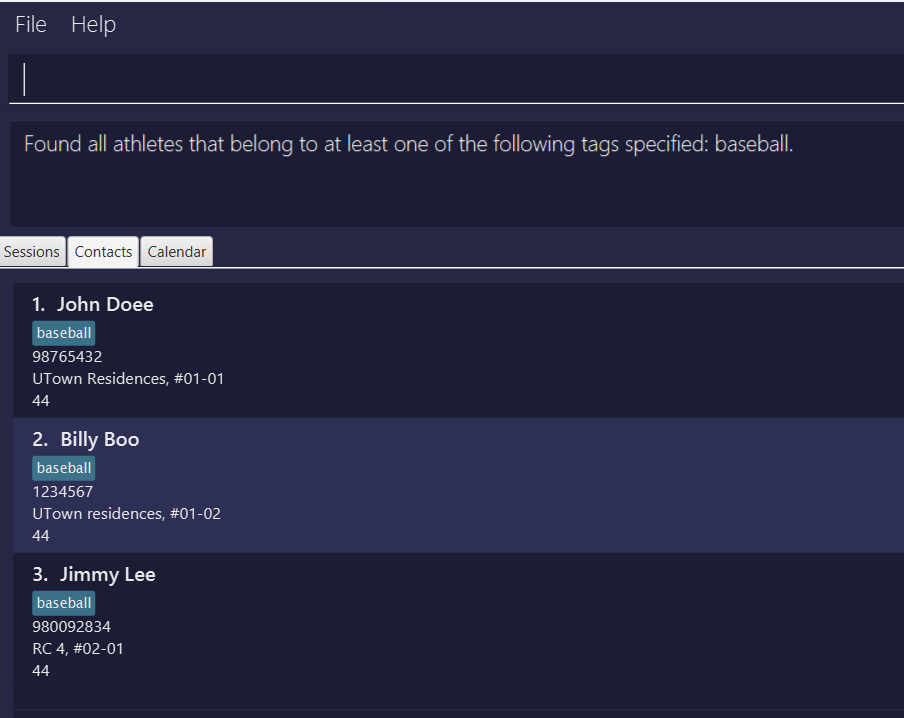 File Help
Found all athletes that belong to at least one of the following tags specified: baseball.
Sessions Contacts Calendar
1. John Doee
baseball
98765432
UTown Residences, #01-01
44
2. Billy Boo
baseball
1234567
UTown residences, #01-02
44
3. Jimmy Lee
baseball
980092834
RC 4, #02-01
44